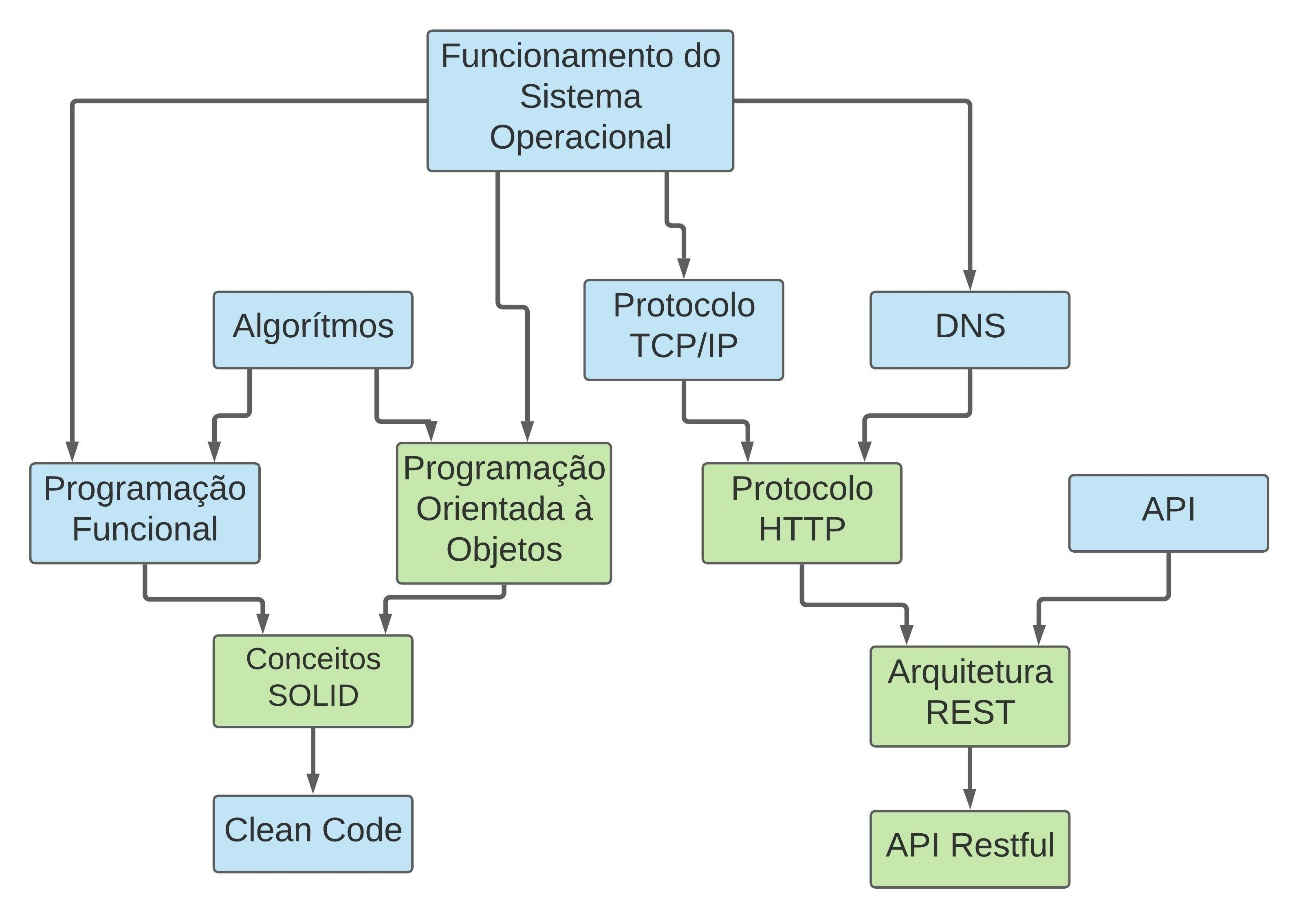 Funcionamento do
Sistema
Operacional
Algorítmos
Protocolo
TCP/IP
DNS
Programação
Funcional
Programação
Orientada à
Objetos
Protocolo
HTTP
API
Conceitos
SOLID
Arquitetura
REST
Clean Code
API Restful